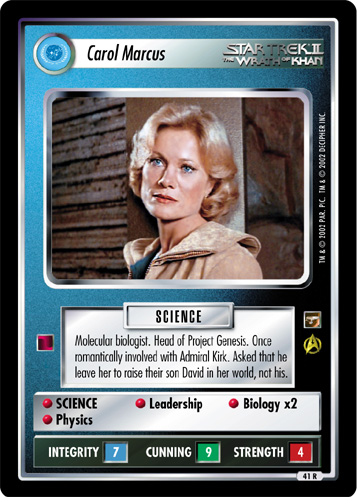 Carol Marcus
STAR TREK II
THE WRATH OF KHAN
TM & © 2002 PAR. PIC. TM & © 2002 DECIPHER INC.
SCIENCE
Molecular biologist. Head of Project Genesis. Once
romantically involved with Admiral Kirk. Asked that he
leave her to raise their son David in her world, not his.
SCIENCE Leadership Biology x2
Physics
INTEGRITY 7 CUNNING 9 STRENGTH 4
41 R